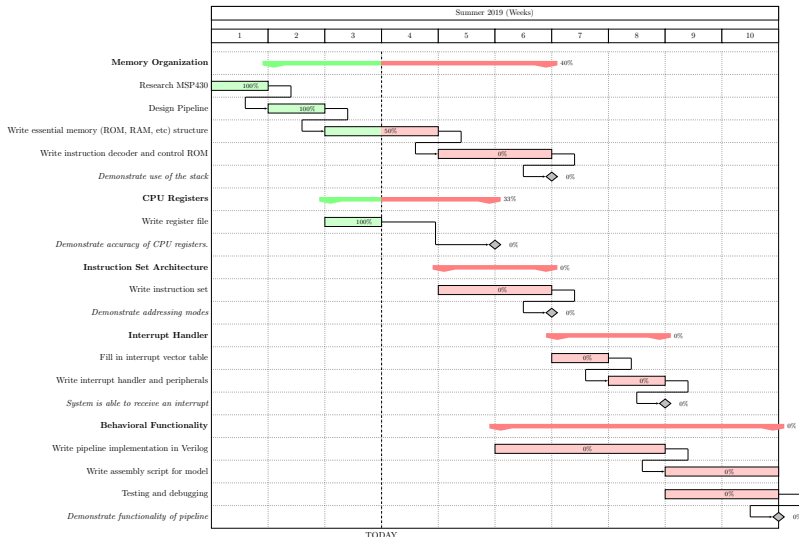 Summer 2019 (Weeks)
1 2 3 4 5 6 7 8 9 10
Memory Organization 40%
Research MSP430 100%
Design Pipeline 100%
Write essential memory (ROM, RAM, etc) structure 50%
Write instruction decoder and control ROM 0%
Demonstrate use of the stack 0%
CPU Registers 33%
Write register file 100%
Demonstrate accuracy of CPU registers. 0%
Instruction Set Architecture 0%
Write instruction set 0%
Demonstrate addressing modes 0%
Interrupt Handler 0%
Fill in interrupt vector table 0%
Write interrupt handler and peripherals 0%
System is able to receive an interrupt 0%
Behavioral Functionality 0%
Write pipeline implementation in Verilog 0%
Write assembly script for model 0%
Testing and debugging 0%
Demonstrate functionality of pipeline 0%
TODAY